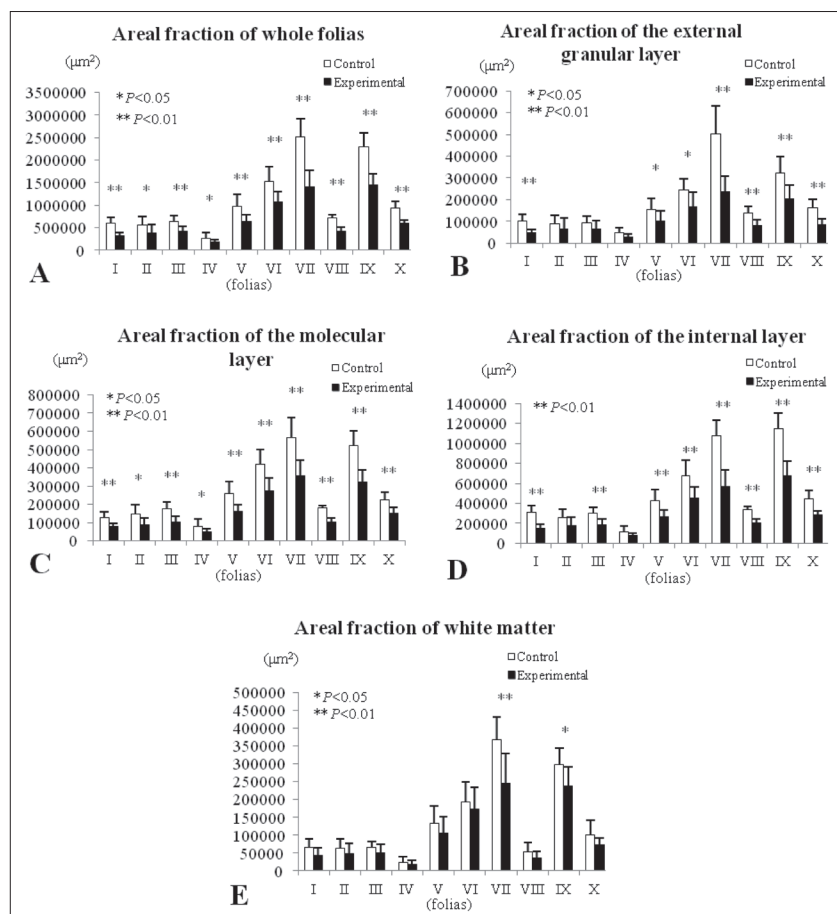 Areal fraction of whole folias
(µm²)
Control
Experimental
* P<0.05
** P<0.01
3500000
3000000
2500000
2000000
1500000
1000000
500000
0
** * ** * ** ** ** ** ** **
I II III IV V VI VII VIII IX X
(folias)
A
Areal fraction of the external
granular layer
(µm²)
Control
Experimental
* P<0.05
** P<0.01
700000
600000
500000
400000
300000
200000
100000
0
** * * ** ** ** **
I II III IV V VI VII VIII IX X
(folias)
B
Areal fraction of the molecular
layer
(µm²)
Control
Experimental
* P<0.05
** P<0.01
800000
700000
600000
500000
400000
300000
200000
100000
0
** * ** * ** ** ** ** ** **
I II III IV V VI VII VIII IX X
(folias)
C
Areal fraction of the internal layer
(µm²)
Control
Experimental
** P<0.01
1400000
1200000
1000000
800000
600000
400000
200000
0
** ** ** ** ** ** ** **
I II III IV V VI VII VIII IX X
(folias)
D
Areal fraction of white matter
(µm²)
Control
Experimental
* P<0.05
** P<0.01
500000
450000
400000
350000
300000
250000
200000
150000
100000
50000
0
** *
I II III IV V VI VII VIII IX X
(folias)
E